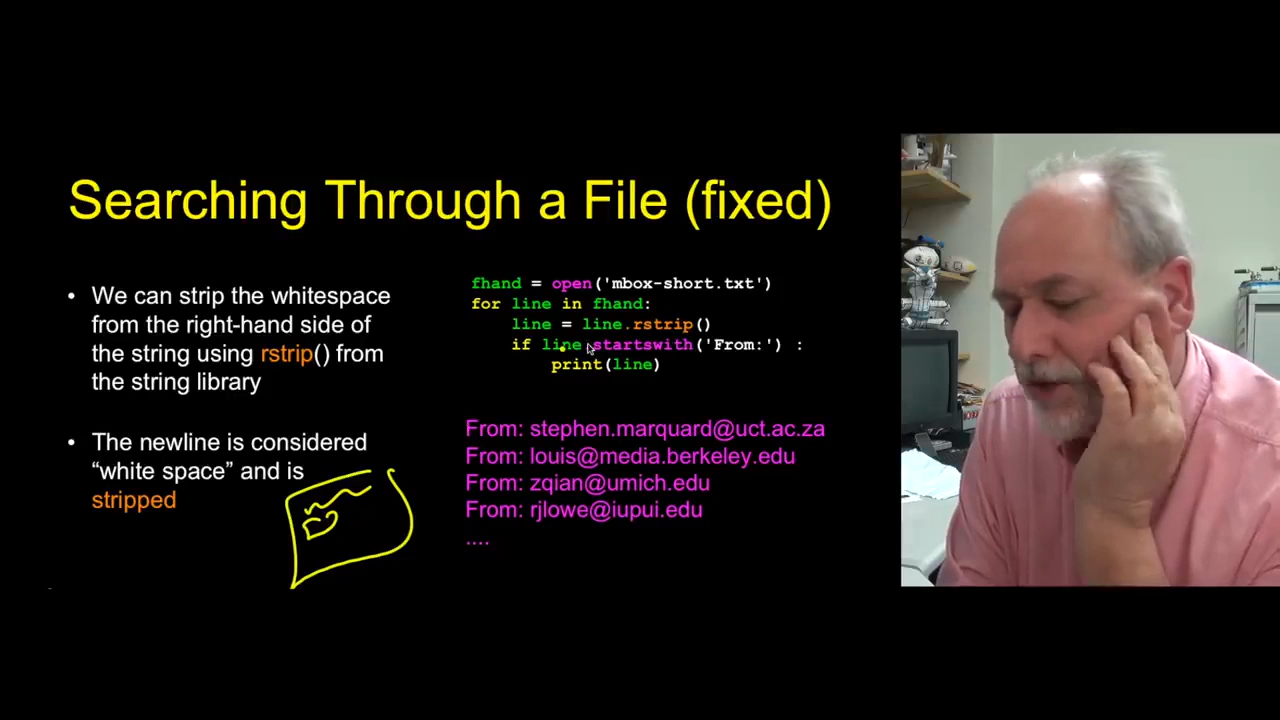 Searching Through a File (fixed)
• We can strip the whitespace
from the right-hand side of
the string using rstrip() from
the string library
• The newline is considered
“white space” and is
stripped
fhand = open('mbox-short.txt')
for line in fhand:
    line = line.rstrip()
    if line.startswith('From:') :
        print(line)
From: stephen.marquard@uct.ac.za
From: louis@media.berkeley.edu
From: zqian@umich.edu
From: rjlowe@iupui.edu
....